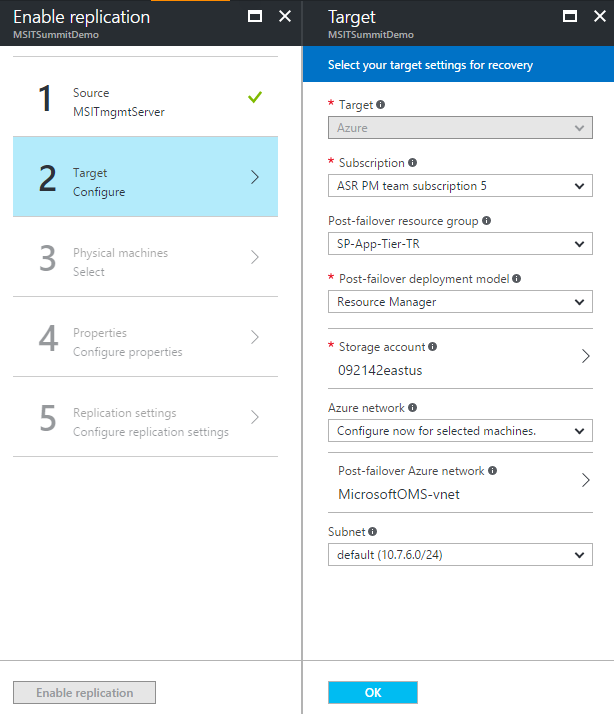 Enable replication
MSITSummitDemo
1
Source
MSITmgmtServer
2
Target
Configure
3
Physical machines
Select
4
Properties
Configure properties
5
Replication settings
Configure replication settings
Enable replication
Target
MSITSummitDemo
Select your target settings for recovery
* Target
Azure
* Subscription
ASR PM team subscription 5
Post-failover resource group
SP-App-Tier-TR
* Post-failover deployment model
Resource Manager
* Storage account
092142eastus
Azure network
Configure now for selected machines.
Post-failover Azure network
MicrosoftOMS-vnet
Subnet
default (10.7.6.0/24)
OK